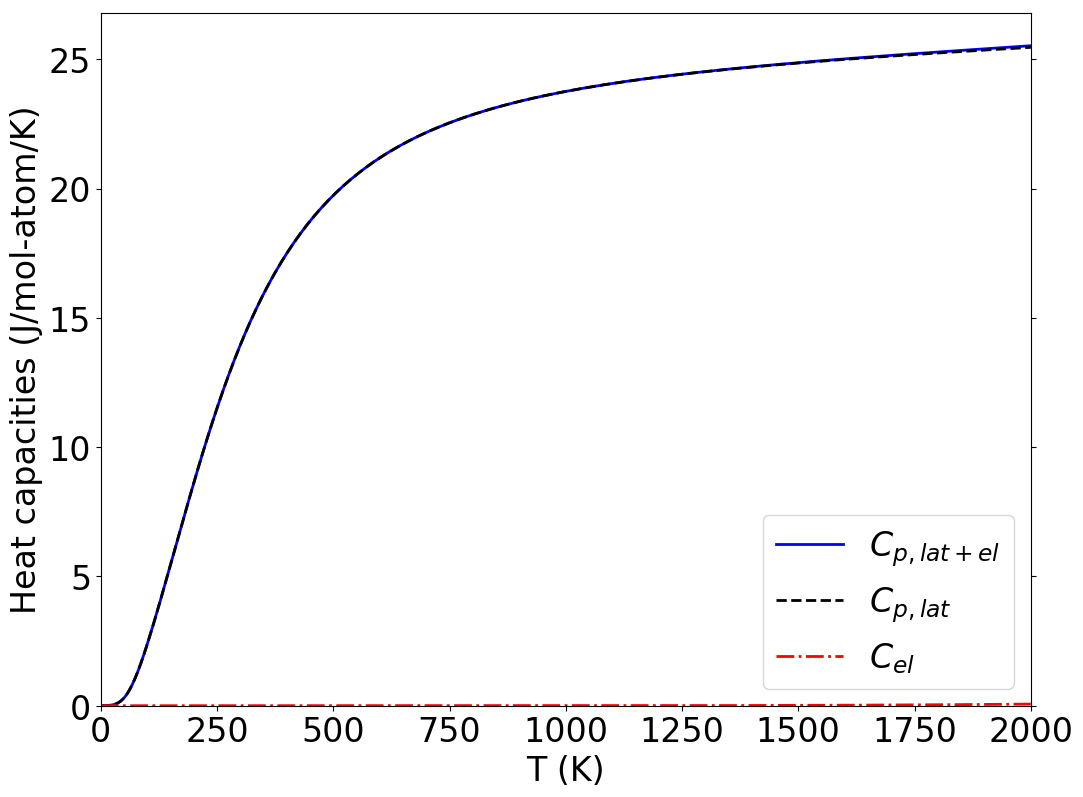 Heat capacities (J/mol-atom/K)
25
20
15
10
5
0
0 250 500 750 1000 1250 1500 1750 2000
T (K)
C_{p, lat + el}
C_{p, lat}
C_{el}